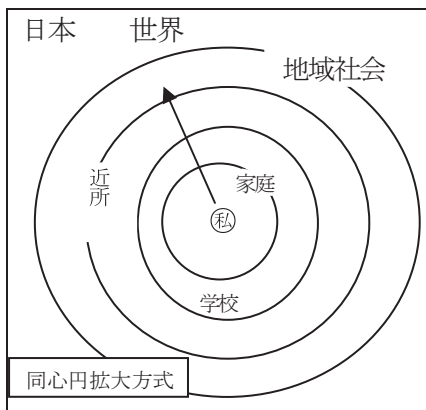 日本 世界
地域社会
近所
家庭
私
学校
同心円拡大方式